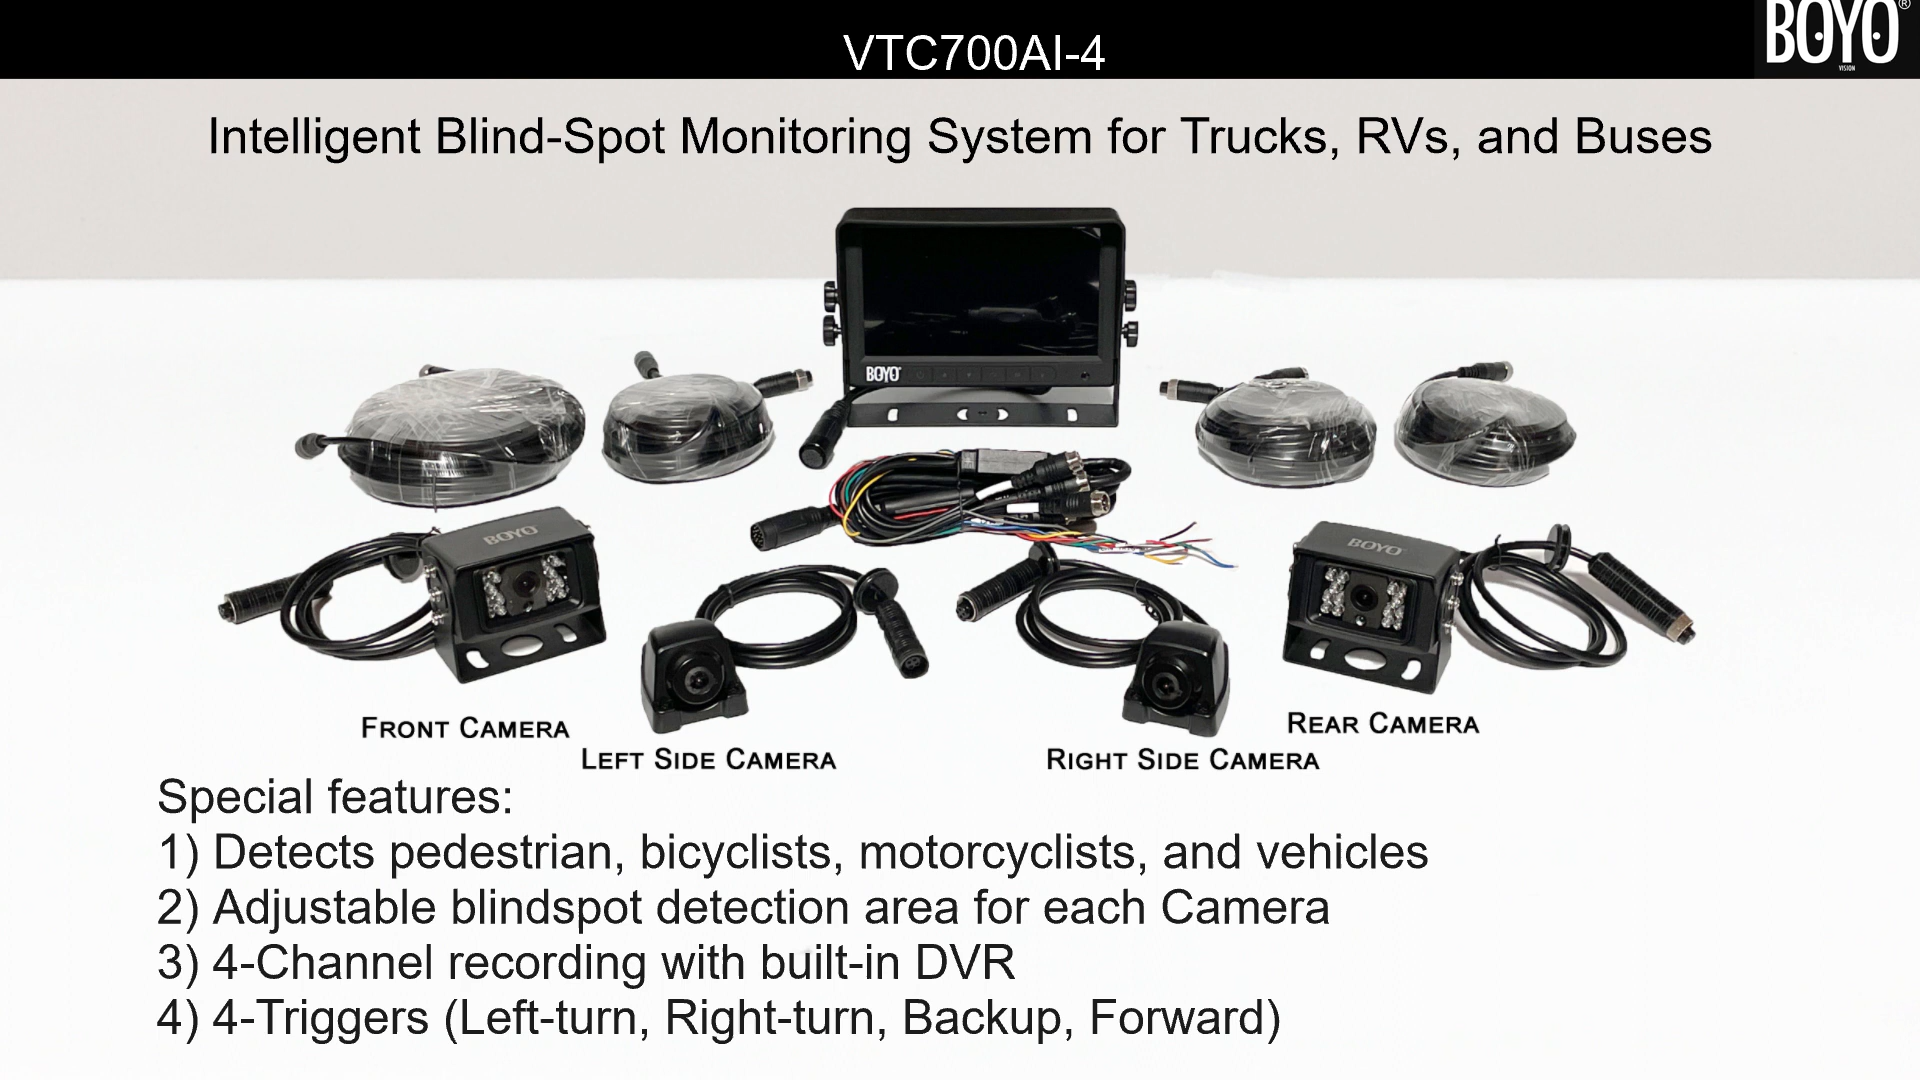 VTC700AI-4
BOYO®
VISION
Intelligent Blind-Spot Monitoring System for Trucks, RVs, and Buses
BOYO
BOYO
BOYO
FRONT CAMERA
LEFT SIDE CAMERA
RIGHT SIDE CAMERA
REAR CAMERA
Special features:
1) Detects pedestrian, bicyclists, motorcyclists, and vehicles
2) Adjustable blindspot detection area for each Camera
3) 4-Channel recording with built-in DVR
4) 4-Triggers (Left-turn, Right-turn, Backup, Forward)